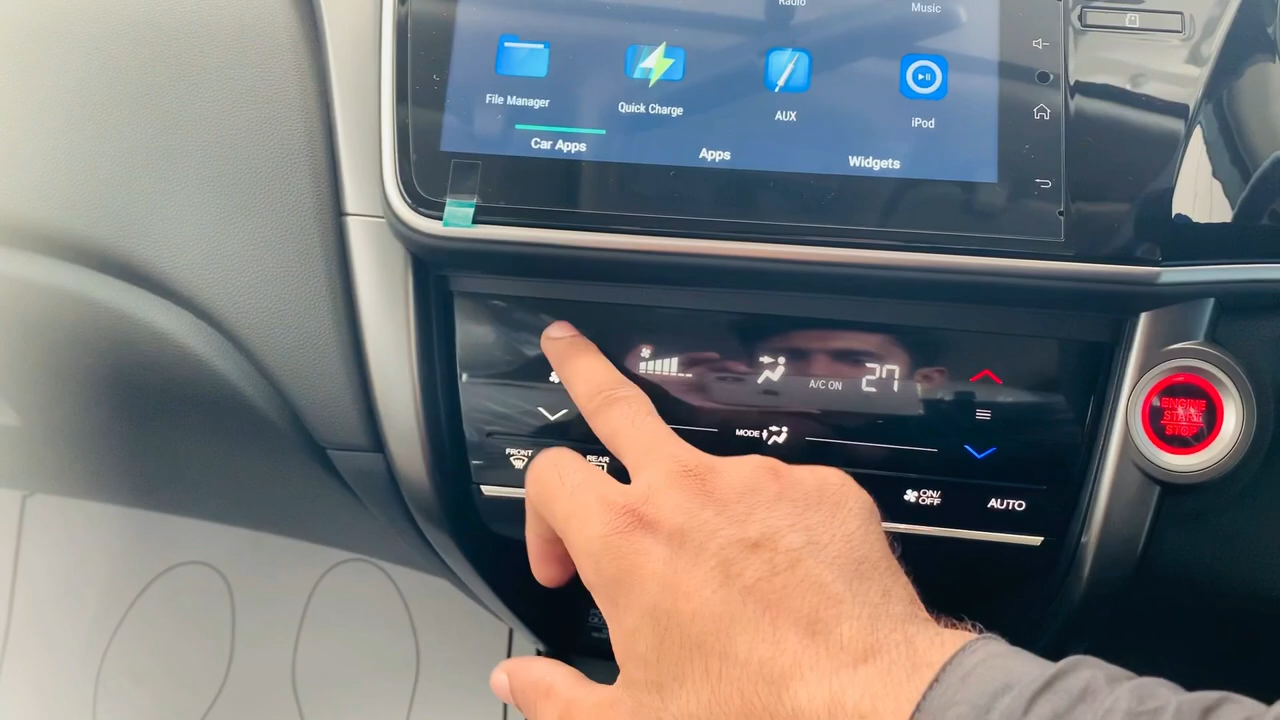 Radio
Music
File Manager
Quick Charge
AUX
iPod
Car Apps
Apps
Widgets
A/C ON
27
MODE
FRONT
REAR
ON/
OFF
AUTO
ENGINE
START
STOP